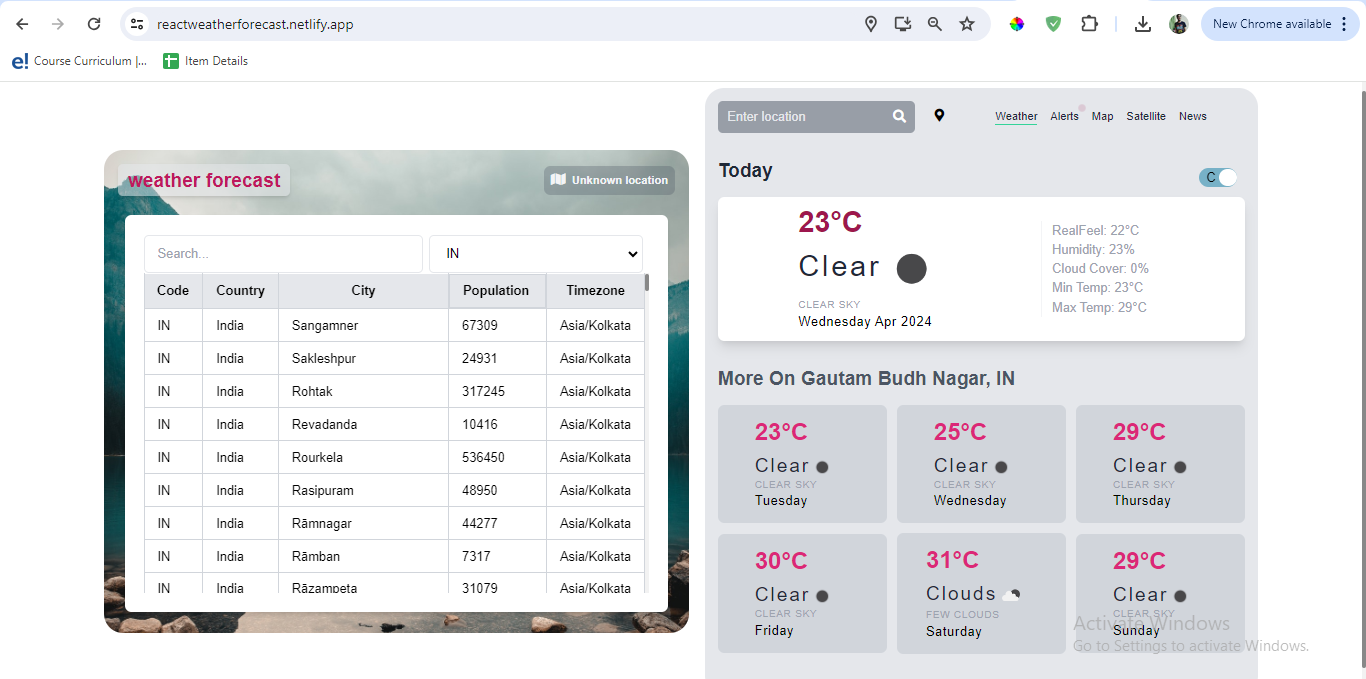 reactweatherforecast.netlify.app
New Chrome available
e! Course Curriculum |...
Item Details
weather forecast
Unknown location
Search...
IN
Code Country City Population Timezone
IN India Sangamner 67309 Asia/Kolkata
IN India Sakleshpur 24931 Asia/Kolkata
IN India Rohtak 317245 Asia/Kolkata
IN India Revadanda 10416 Asia/Kolkata
IN India Rourkela 536450 Asia/Kolkata
IN India Rasipuram 48950 Asia/Kolkata
IN India Rāmnagar 44277 Asia/Kolkata
IN India Rāmban 7317 Asia/Kolkata
IN India Rāzampeta 31079 Asia/Kolkata
Enter location
Weather Alerts Map Satellite News
Today
C
23°C
Clear
CLEAR SKY
Wednesday Apr 2024
RealFeel: 22°C
Humidity: 23%
Cloud Cover: 0%
Min Temp: 23°C
Max Temp: 29°C
More On Gautam Budh Nagar, IN
23°C
Clear
CLEAR SKY
Tuesday
25°C
Clear
CLEAR SKY
Wednesday
29°C
Clear
CLEAR SKY
Thursday
30°C
Clear
CLEAR SKY
Friday
31°C
Clouds
FEW CLOUDS
Saturday
29°C
Clear
CLEAR SKY
Sunday
Activate Windows
Go to Settings to activate Windows.